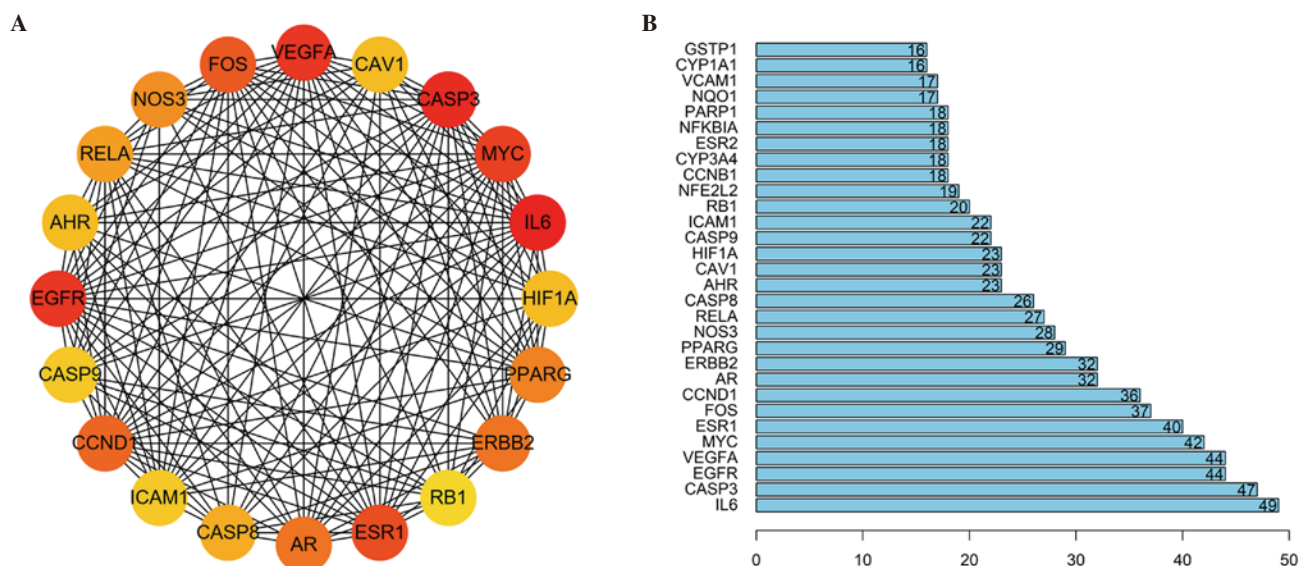 A
VEGFA
FOS
CAV1
NOS3
CASP3
RELA
MYC
AHR
IL6
EGFR
HIF1A
CASP9
PPARG
CCND1
ERBB2
ICAM1
RB1
CASP8
ESR1
AR
B
GSTP1 16
CYP1A1 16
VCAM1 17
NQO1 17
PARP1 18
NFKBIA 18
ESR2 18
CYP3A4 18
CCNB1 18
NFE2L2 19
RB1 20
ICAM1 22
CASP9 22
HIF1A 23
CAV1 23
AHR 23
CASP8 26
RELA 27
NOS3 28
PPARG 29
ERBB2 32
AR 32
CCND1 36
FOS 37
ESR1 40
MYC 42
VEGFA 44
EGFR 44
CASP3 47
IL6 49
0 10 20 30 40 50